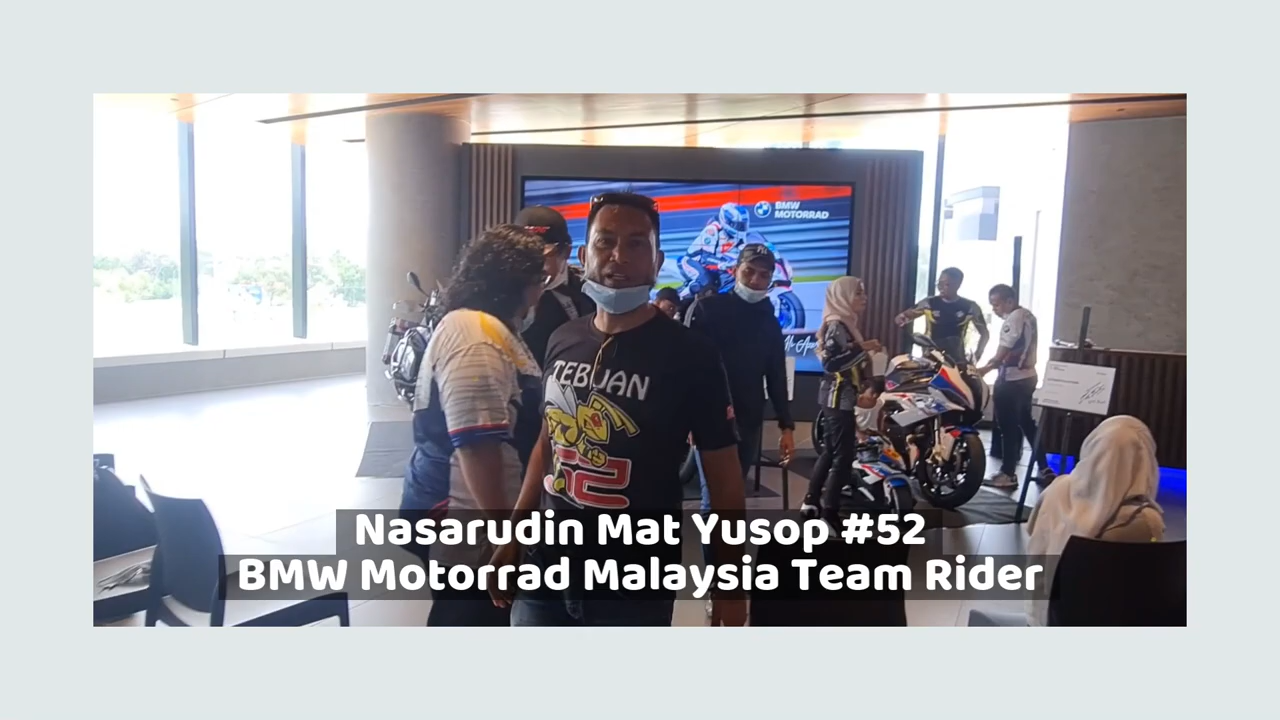 BMW
MOTORRAD
TEBUAN
52
Nasarudin Mat Yusop #52
BMW Motorrad Malaysia Team Rider